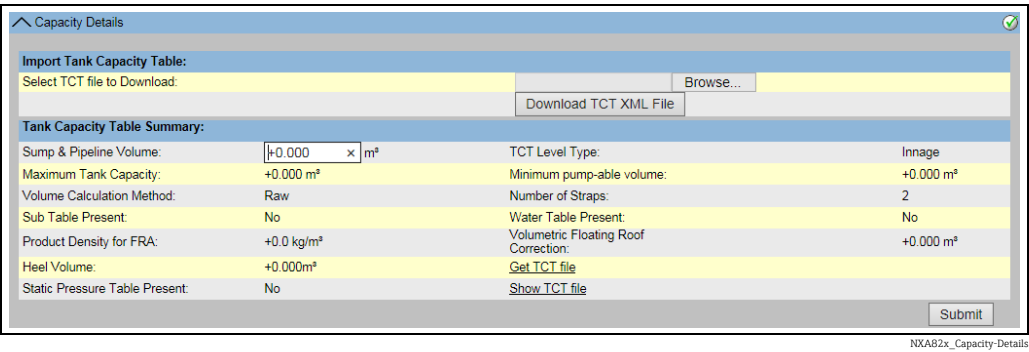 Capacity Details
Import Tank Capacity Table:
Select TCT file to Download: Browse...
Download TCT XML File
Tank Capacity Table Summary:
Sump & Pipeline Volume: +0.000 × m³ TCT Level Type: Innage
Maximum Tank Capacity: +0.000 m³ Minimum pump-able volume: +0.000 m³
Volume Calculation Method: Raw Number of Straps: 2
Sub Table Present: No Water Table Present: No
Product Density for FRA: +0.0 kg/m³ Volumetric Floating Roof Correction: +0.000 m³
Heel Volume: +0.000m³ Get TCT file
Static Pressure Table Present: No Show TCT file
Submit
NXA82x_Capacity-Details